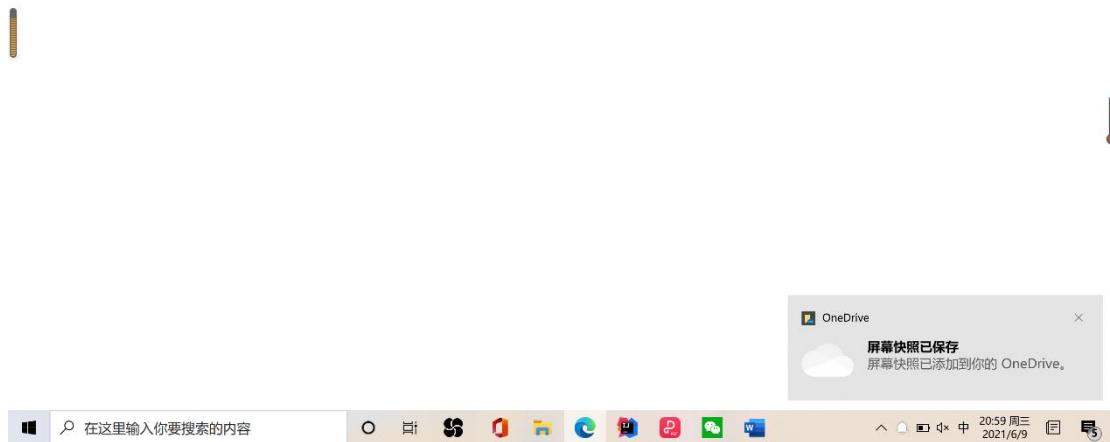 OneDrive
屏幕快照已保存
屏幕快照已添加到你的 OneDrive。
在这里输入你要搜索的内容
中
20:59 周三
2021/6/9
5